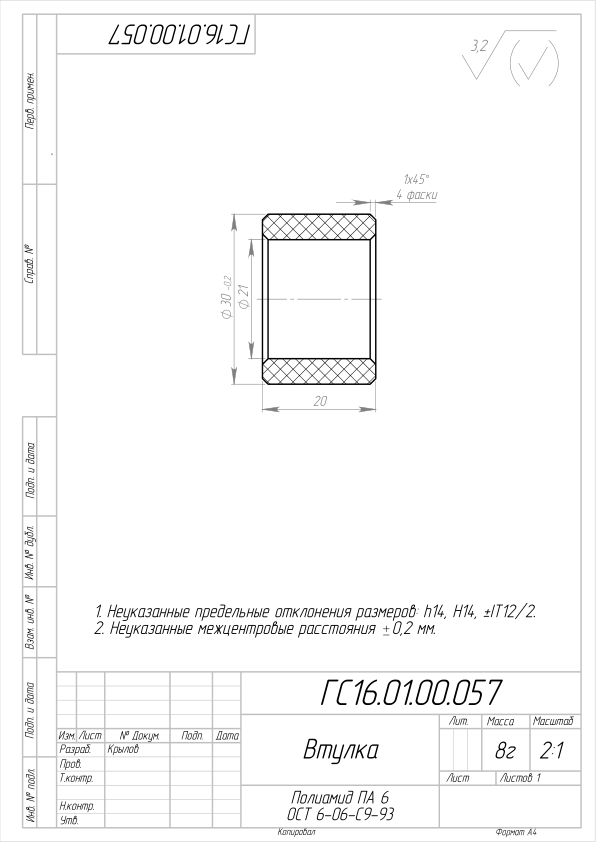 ГС16.01.00.057
3,2
Перв. примен.
Справ. №
1x45°
4 фаски
Ф 30 -0,2
Ф 21
20
Подп. и дата
Инв. № дубл.
Взам. инв. №
Подп. и дата
Инв. № подл.
1. Неуказанные предельные отклонения размеров: h14, H14, ±IT12/2.
2. Неуказанные межцентровые расстояния ±0,2 мм.
ГС16.01.00.057
Изм. Лист № Докум. Подп. Дата
Разраб. Крылов
Пров.
Т.контр.
Н.контр.
Утв.
Втулка
Лит. Масса Масштаб
8г 2:1
Лист Листов 1
Полиамид ПА 6
ОСТ 6-06-С9-93
Копировал Формат А4